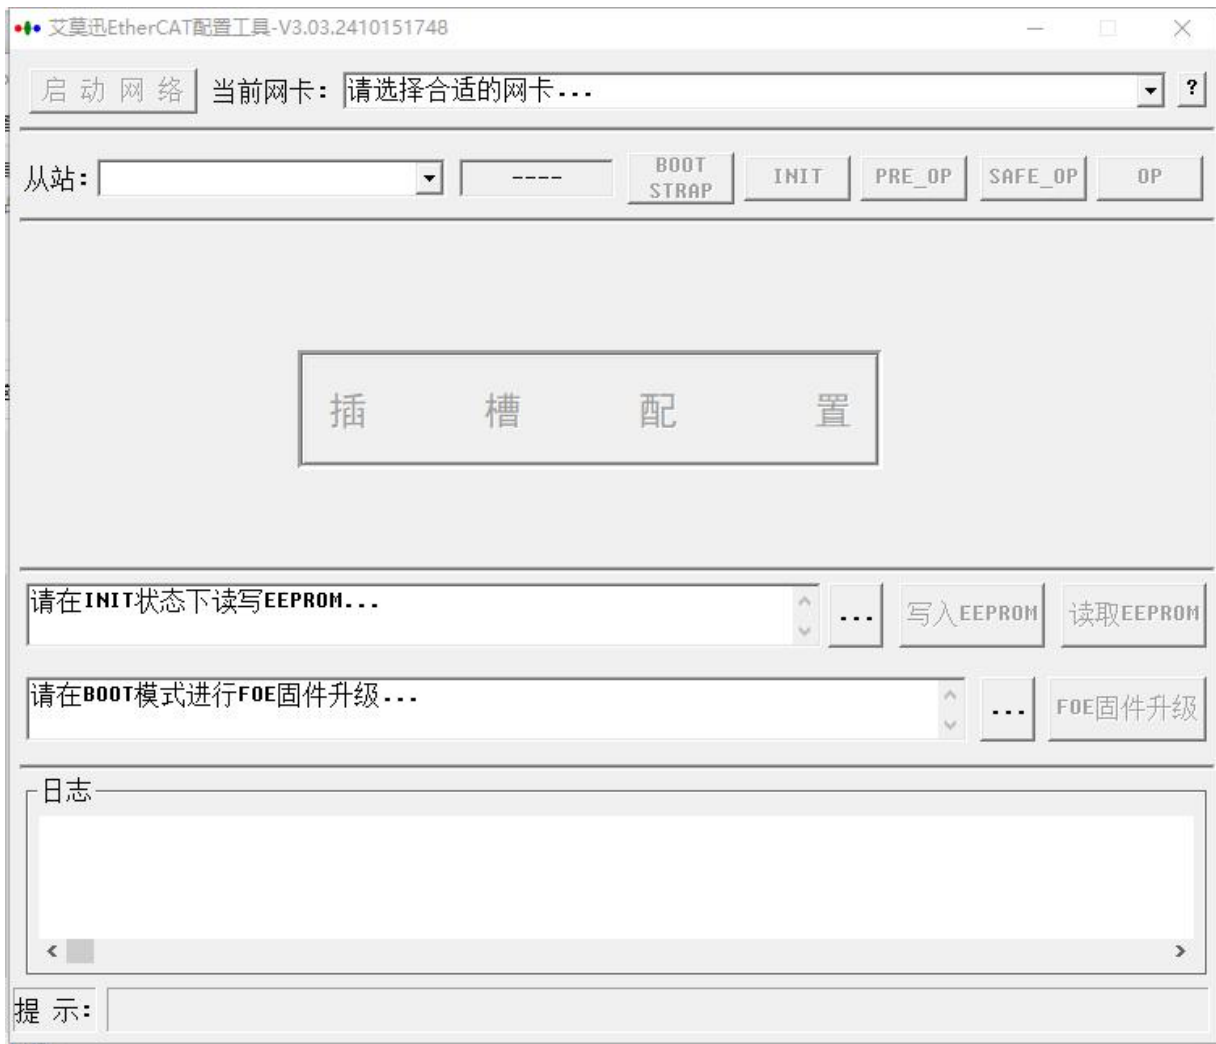 艾莫迅EtherCAT配置工具-V3.03.2410151748
启动网络 当前网卡: 请选择合适的网卡... ?
从站: ---- BOOT STRAP INIT PRE_OP SAFE_OP OP
插槽配置
请在INIT状态下读写EEPROM... ... 写入EEPROM 读取EEPROM
请在BOOT模式进行FOE固件升级... ... FOE固件升级
日志
提示: